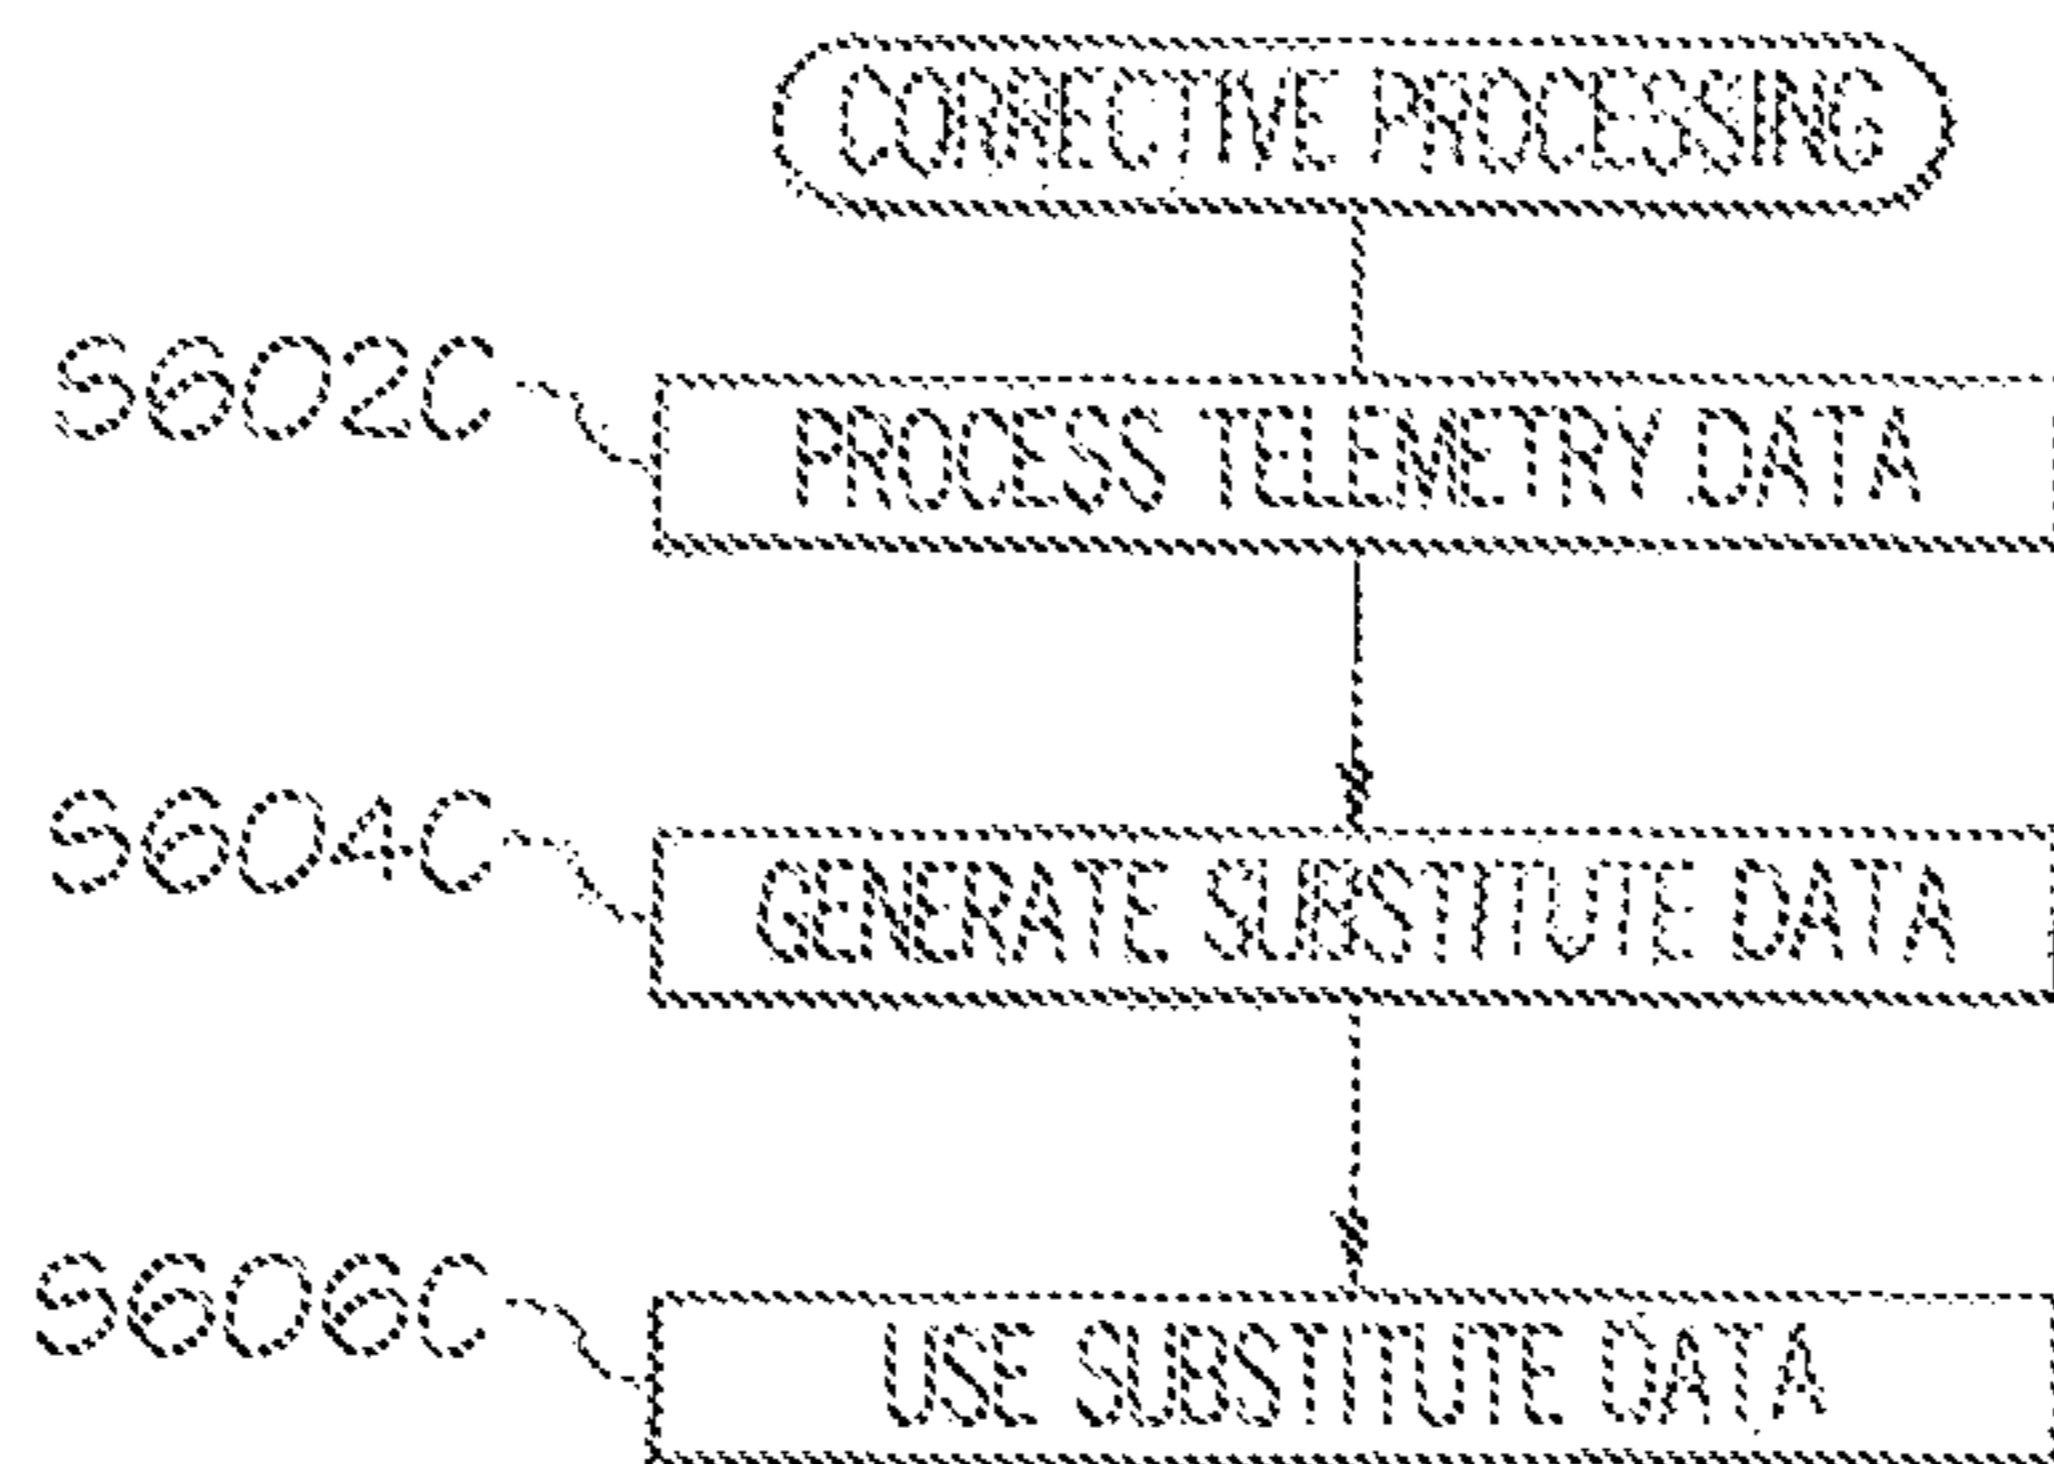 CORRECTIVE PROCESSING
S602C
PROCESS TELEMETRY DATA
S604C
GENERATE SUBSTITUTE DATA
S606C
USE SUBSTITUTE DATA